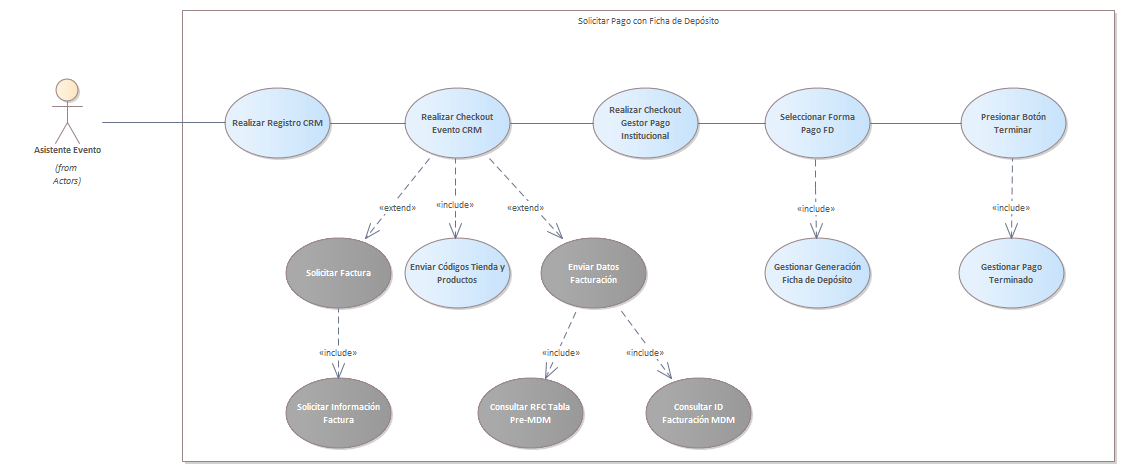 Solicitar Pago con Ficha de Depósito
Asistente Evento
(from
Actors)
Realizar Registro CRM
Realizar Checkout
Evento CRM
Realizar Checkout
Gestor Pago
Institucional
Seleccionar Forma
Pago FD
Presionar Botón
Terminar
«extend»
«include»
«extend»
«include»
«include»
Solicitar Factura
Enviar Códigos Tienda y
Productos
Enviar Datos
Facturación
Gestionar Generación
Ficha de Depósito
Gestionar Pago
Terminado
«include»
«include»
«include»
Solicitar Información
Factura
Consultar RFC Tabla
Pre-MDM
Consultar ID
Facturación MDM